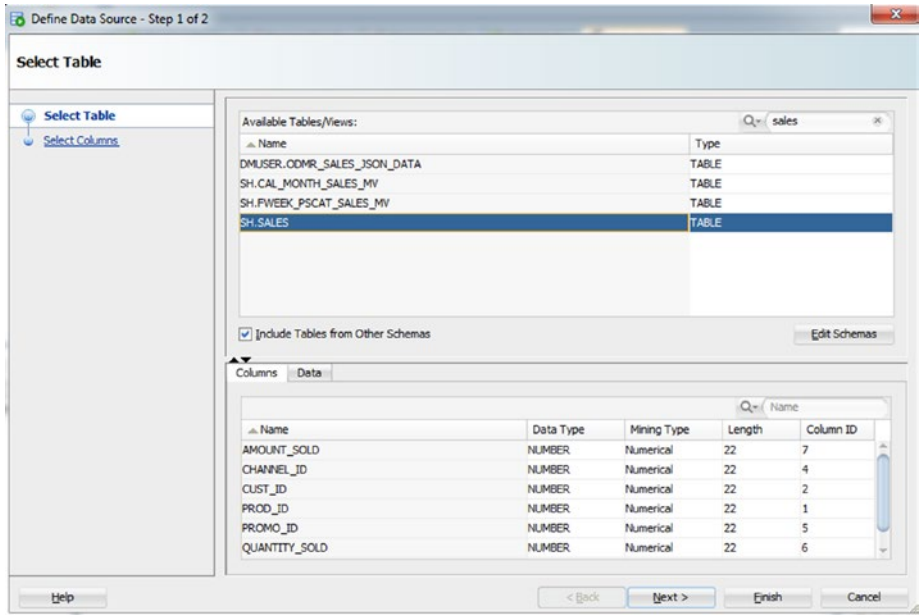 Define Data Source - Step 1 of 2
x
Select Table
Select Table
Select Columns
Available Tables/Views:
sales
Name Type
DMUSER.ODMR_SALES_JSON_DATA TABLE
SH.CAL_MONTH_SALES_MV TABLE
SH.FWEEK_PSCAT_SALES_MV TABLE
SH.SALES TABLE
Include Tables from Other Schemas
Edit Schemas
Columns Data
Name
Name Data Type Mining Type Length Column ID
AMOUNT_SOLD NUMBER Numerical 22 7
CHANNEL_ID NUMBER Numerical 22 4
CUST_ID NUMBER Numerical 22 2
PROD_ID NUMBER Numerical 22 1
PROMO_ID NUMBER Numerical 22 5
QUANTITY_SOLD NUMBER Numerical 22 6
Help < Back Next > Finish Cancel